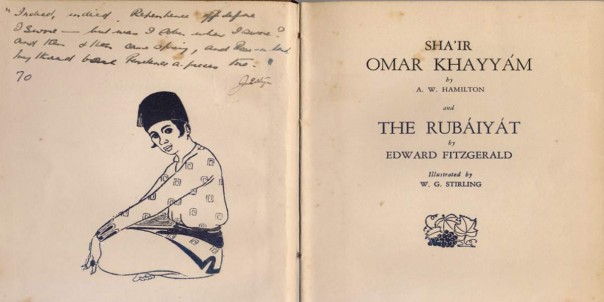 "Indeed, indeed, Repentance oft before
I swore — but was I sober when I swore?
And then & then came Spring, and Rose-in-hand
my thread bare Penitence a-pieces tore:"
70
SHA'IR
OMAR KHAYYÁM
by
A. W. HAMILTON
and
THE RUBÁIYÁT
by
EDWARD FITZGERALD
Illustrated by
W. G. STIRLING